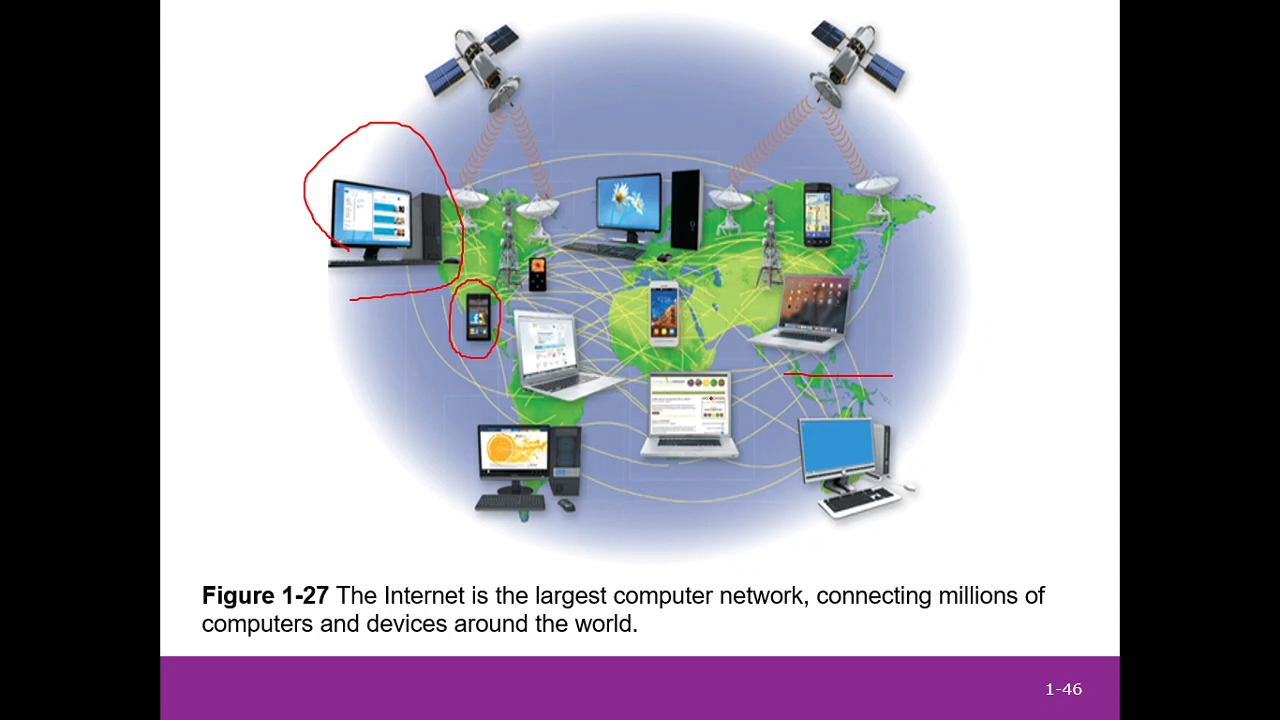 Figure 1-27 The Internet is the largest computer network, connecting millions of
computers and devices around the world.
1-46